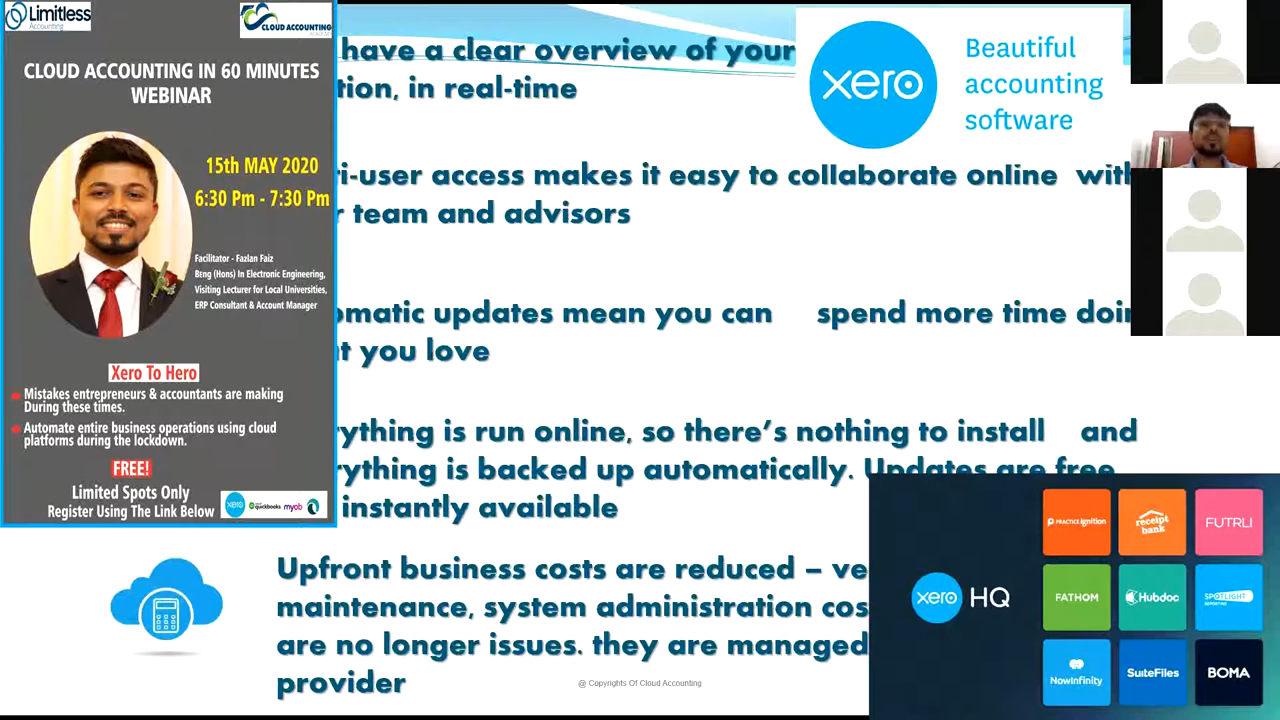 Limitless
Accounting
CLOUD ACCOUNTING
CLOUD ACCOUNTING IN 60 MINUTES
WEBINAR
15th MAY 2020
6:30 Pm - 7:30 Pm
Facilitator - Fazlan Faiz
Beng (Hons) In Electronic Engineering,
Visiting Lecturer for Local Universities,
ERP Consultant & Account Manager
Xero To Hero
Mistakes entrepreneurs & accountants are making
During these times.
Automate entire business operations using cloud
platforms during the lockdown.
FREE!
Limited Spots Only
Register Using The Link Below
xero
quickbooks
myob
have a clear overview of your
tion, in real-time
xero
Beautiful
accounting
software
i-user access makes it easy to collaborate online with
team and advisors
omatic updates mean you can spend more time doin
t you love
rything is run online, so there's nothing to install and
rything is backed up automatically. Updates are free
instantly available
Upfront business costs are reduced – ve
maintenance, system administration cos
are no longer issues. they are managed
provider
@ Copyrights Of Cloud Accounting
xero HQ
PRACTICE ignition
receipt
bank
FUTRLI
FATHOM
Hubdoc
SPOTLIGHT
REPORTING
NowInfinity
SuiteFiles
BOMA